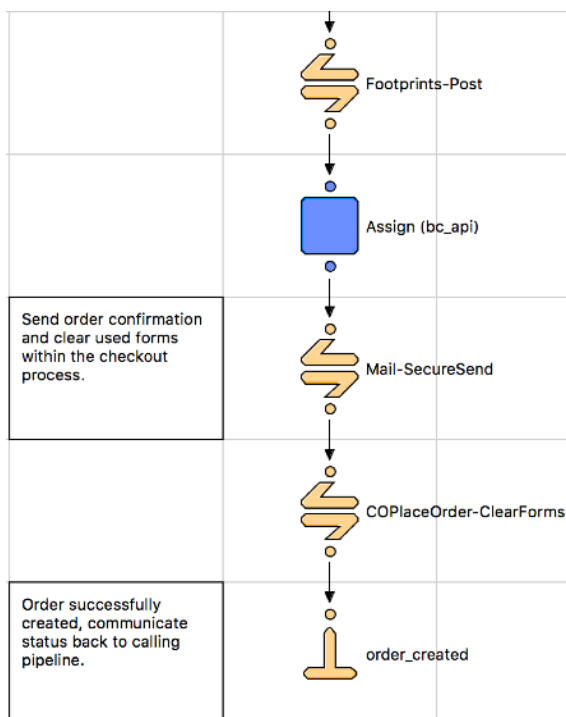 Footprints-Post
Assign (bc_api)
Send order confirmation
and clear used forms
within the checkout
process.
Mail-SecureSend
COPlaceOrder-ClearForms
Order successfully
created, communicate
status back to calling
pipeline.
order_created